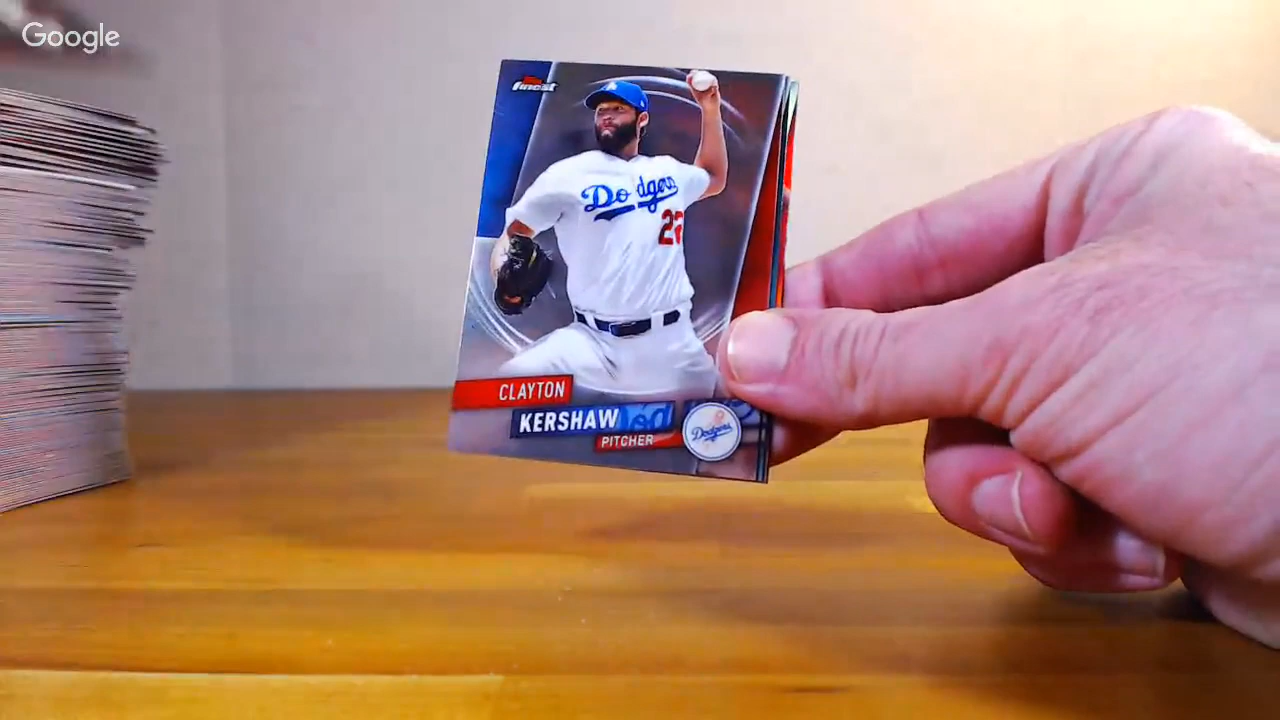 Google
finest
Dodgers
22
CLAYTON
KERSHAW
PITCHER
Dodgers